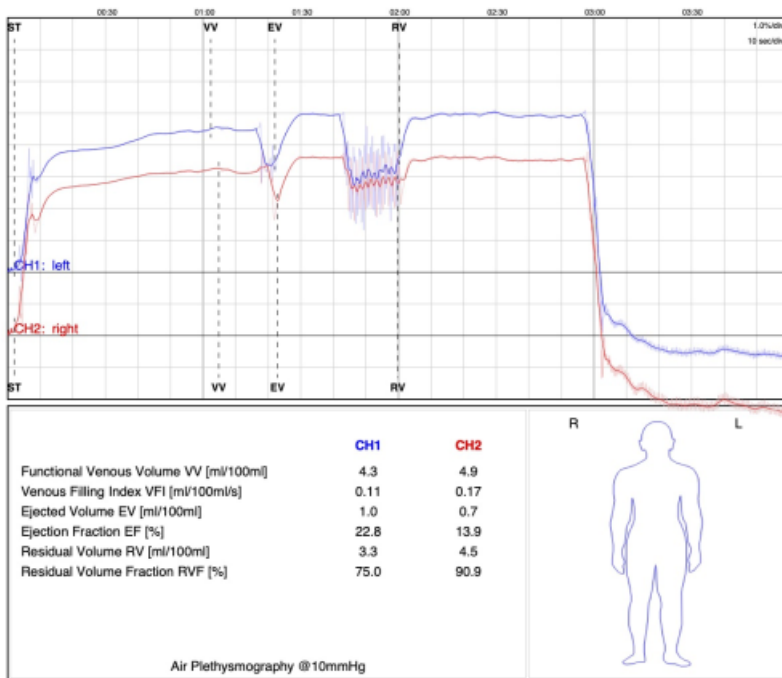 00:30 01:00 01:30 02:00 02:30 03:00 03:30
ST VV EV RV 1.0%/div
10 sec/div
CH1: left
CH2: right
ST VV EV RV
R L
CH1 CH2
Functional Venous Volume VV [ml/100ml] 4.3 4.9
Venous Filling Index VFI [ml/100ml/s] 0.11 0.17
Ejected Volume EV [ml/100ml] 1.0 0.7
Ejection Fraction EF [%] 22.8 13.9
Residual Volume RV [ml/100ml] 3.3 4.5
Residual Volume Fraction RVF [%] 75.0 90.9
Air Plethysmography @10mmHg